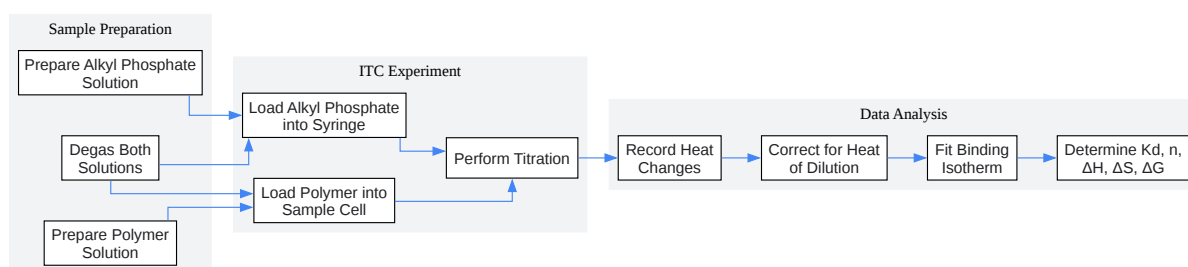 Sample Preparation
Prepare Alkyl Phosphate
Solution
Degas Both
Solutions
Prepare Polymer
Solution
ITC Experiment
Load Alkyl Phosphate
into Syringe
Load Polymer into
Sample Cell
Perform Titration
Data Analysis
Record Heat
Changes
Correct for Heat
of Dilution
Fit Binding
Isotherm
Determine Kd, n,
ΔH, ΔS, ΔG